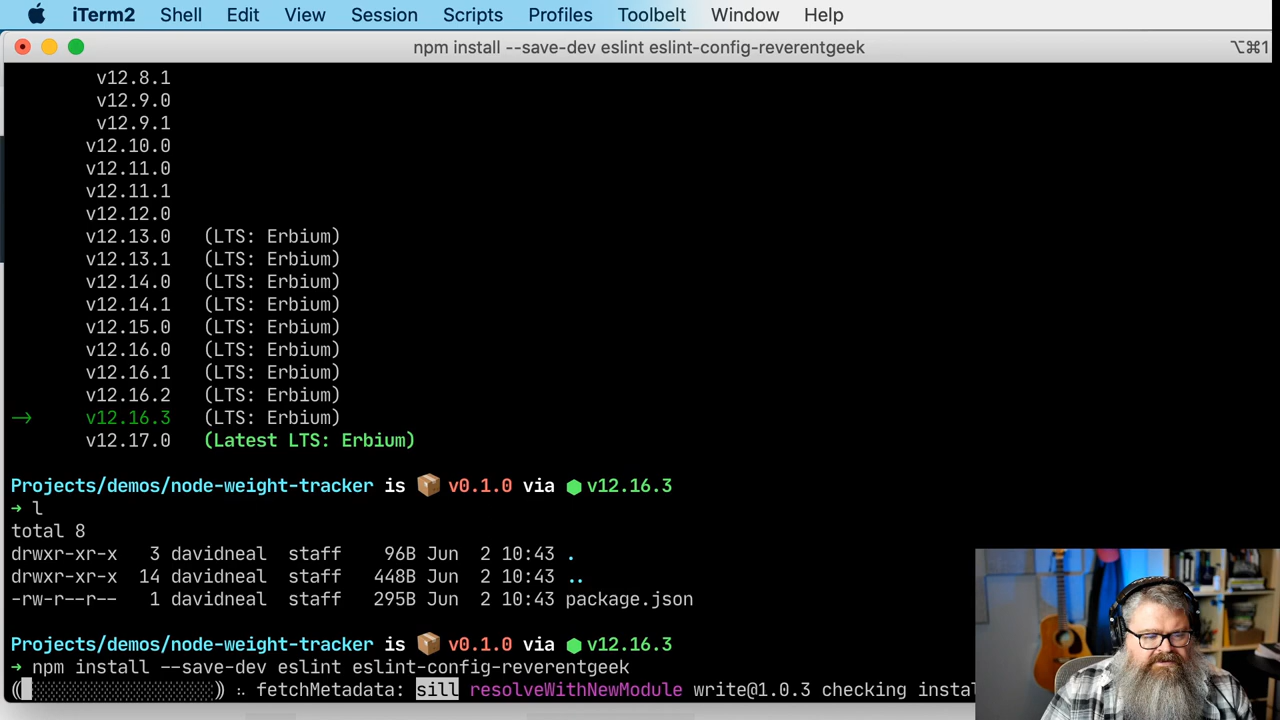 iTerm2 Shell Edit View Session Scripts Profiles Toolbelt Window Help
npm install --save-dev eslint eslint-config-reverentgeek ⌥⌘1
v12.8.1
v12.9.0
v12.9.1
v12.10.0
v12.11.0
v12.11.1
v12.12.0
v12.13.0 (LTS: Erbium)
v12.13.1 (LTS: Erbium)
v12.14.0 (LTS: Erbium)
v12.14.1 (LTS: Erbium)
v12.15.0 (LTS: Erbium)
v12.16.0 (LTS: Erbium)
v12.16.1 (LTS: Erbium)
v12.16.2 (LTS: Erbium)
-> v12.16.3 (LTS: Erbium)
v12.17.0 (Latest LTS: Erbium)
Projects/demos/node-weight-tracker is 📦 v0.1.0 via ⬢ v12.16.3
➜ l
total 8
drwxr-xr-x 3 davidneal staff 96B Jun 2 10:43 .
drwxr-xr-x 14 davidneal staff 448B Jun 2 10:43 ..
-rw-r--r-- 1 davidneal staff 295B Jun 2 10:43 package.json
Projects/demos/node-weight-tracker is 📦 v0.1.0 via ⬢ v12.16.3
➜ npm install --save-dev eslint eslint-config-reverentgeek
(█░░░░░░░░░░░░░░░░░) ⠦ fetchMetadata: sill resolveWithNewModule write@1.0.3 checking instal